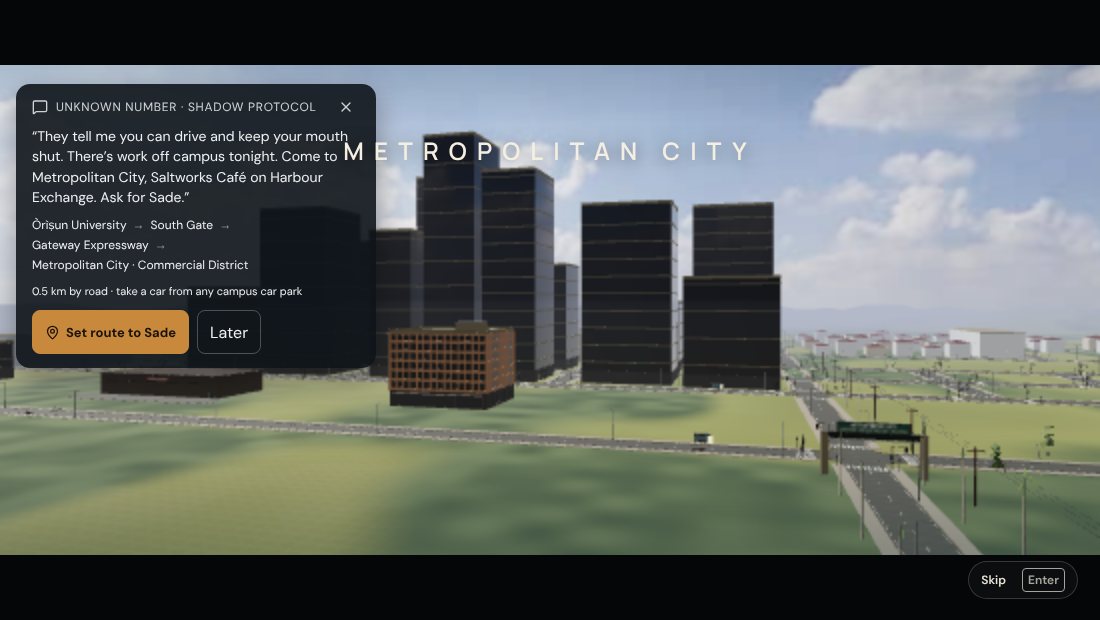 UNKNOWN NUMBER · SHADOW PROTOCOL
“They tell me you can drive and keep your mouth
shut. There’s work off campus tonight. Come to
Metropolitan City, Saltworks Café on Harbour
Exchange. Ask for Sade.”
Òrìṣun University → South Gate →
Gateway Expressway →
Metropolitan City · Commercial District
0.5 km by road · take a car from any campus car park
Set route to Sade
Later
METROPOLITAN CITY
Skip
Enter